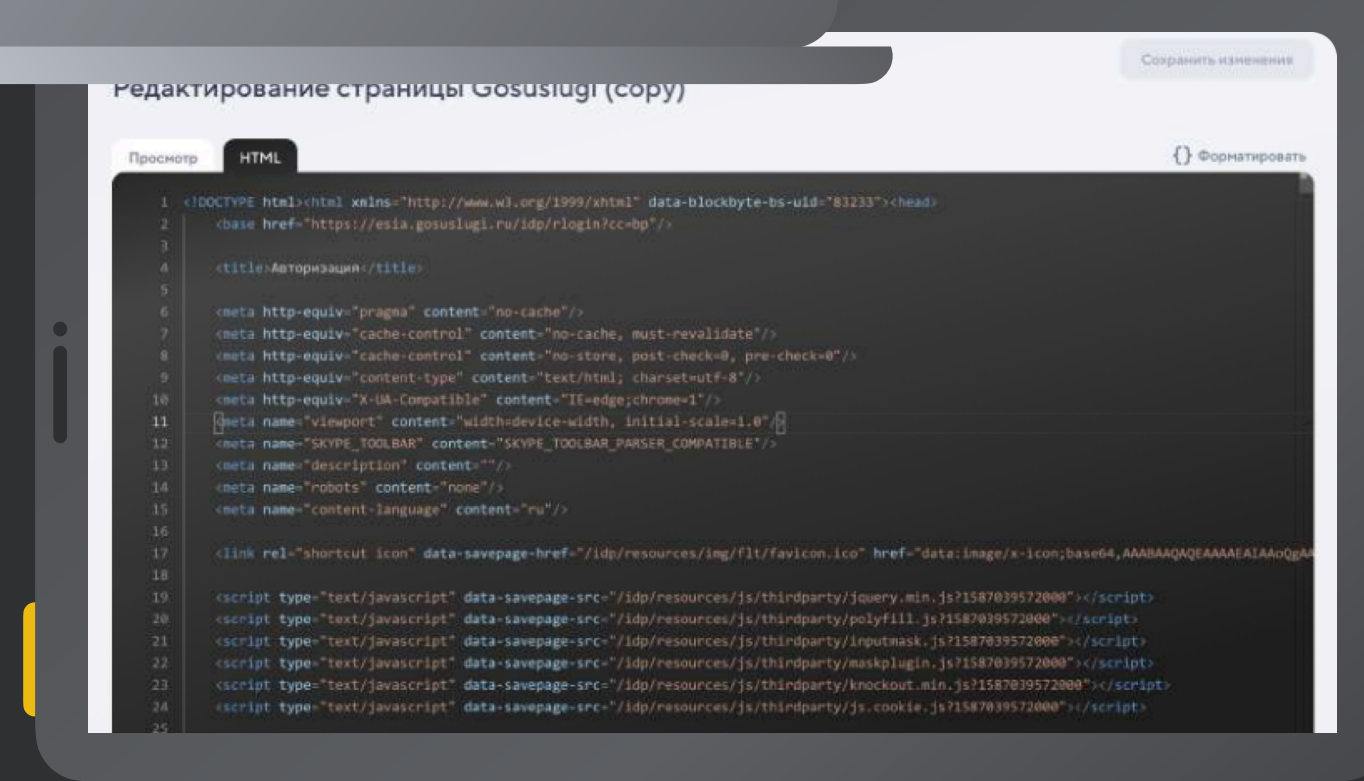 Сохранить изменения
Редактирование страницы Gosuslugi (copy)
Просмотр HTML {} Форматировать
1 <!DOCTYPE html><html xmlns="http://www.w3.org/1999/xhtml" data-blockbyte-bs-uid="83233"><head>
2 <base href="https://esia.gosuslugi.ru/idp/rlogin?cc=bp"/>
3
4 <title>Авторизация</title>
5
6 <meta http-equiv="pragma" content="no-cache"/>
7 <meta http-equiv="cache-control" content="no-cache, must-revalidate"/>
8 <meta http-equiv="cache-control" content="no-store, post-check=0, pre-check=0"/>
9 <meta http-equiv="content-type" content="text/html; charset=utf-8"/>
10 <meta http-equiv="X-UA-Compatible" content="IE=edge;chrome=1"/>
11 <meta name="viewport" content="width=device-width, initial-scale=1.0"/>
12 <meta name="SKYPE_TOOLBAR" content="SKYPE_TOOLBAR_PARSER_COMPATIBLE"/>
13 <meta name="description" content=""/>
14 <meta name="robots" content="none"/>
15 <meta name="content-language" content="ru"/>
16
17 <link rel="shortcut icon" data-savepage-href="/idp/resources/img/flt/favicon.ico" href="data:image/x-icon;base64,AAABAAQAQEAAAAEAIAAoQgAA
18
19 <script type="text/javascript" data-savepage-src="/idp/resources/js/thirdparty/jquery.min.js?1587039572000"></script>
20 <script type="text/javascript" data-savepage-src="/idp/resources/js/thirdparty/polyfill.js?1587039572000"></script>
21 <script type="text/javascript" data-savepage-src="/idp/resources/js/thirdparty/inputmask.js?1587039572000"></script>
22 <script type="text/javascript" data-savepage-src="/idp/resources/js/thirdparty/maskplugin.js?1587039572000"></script>
23 <script type="text/javascript" data-savepage-src="/idp/resources/js/thirdparty/knockout.min.js?1587039572000"></script>
24 <script type="text/javascript" data-savepage-src="/idp/resources/js/thirdparty/js.cookie.js?1587039572000"></script>
25